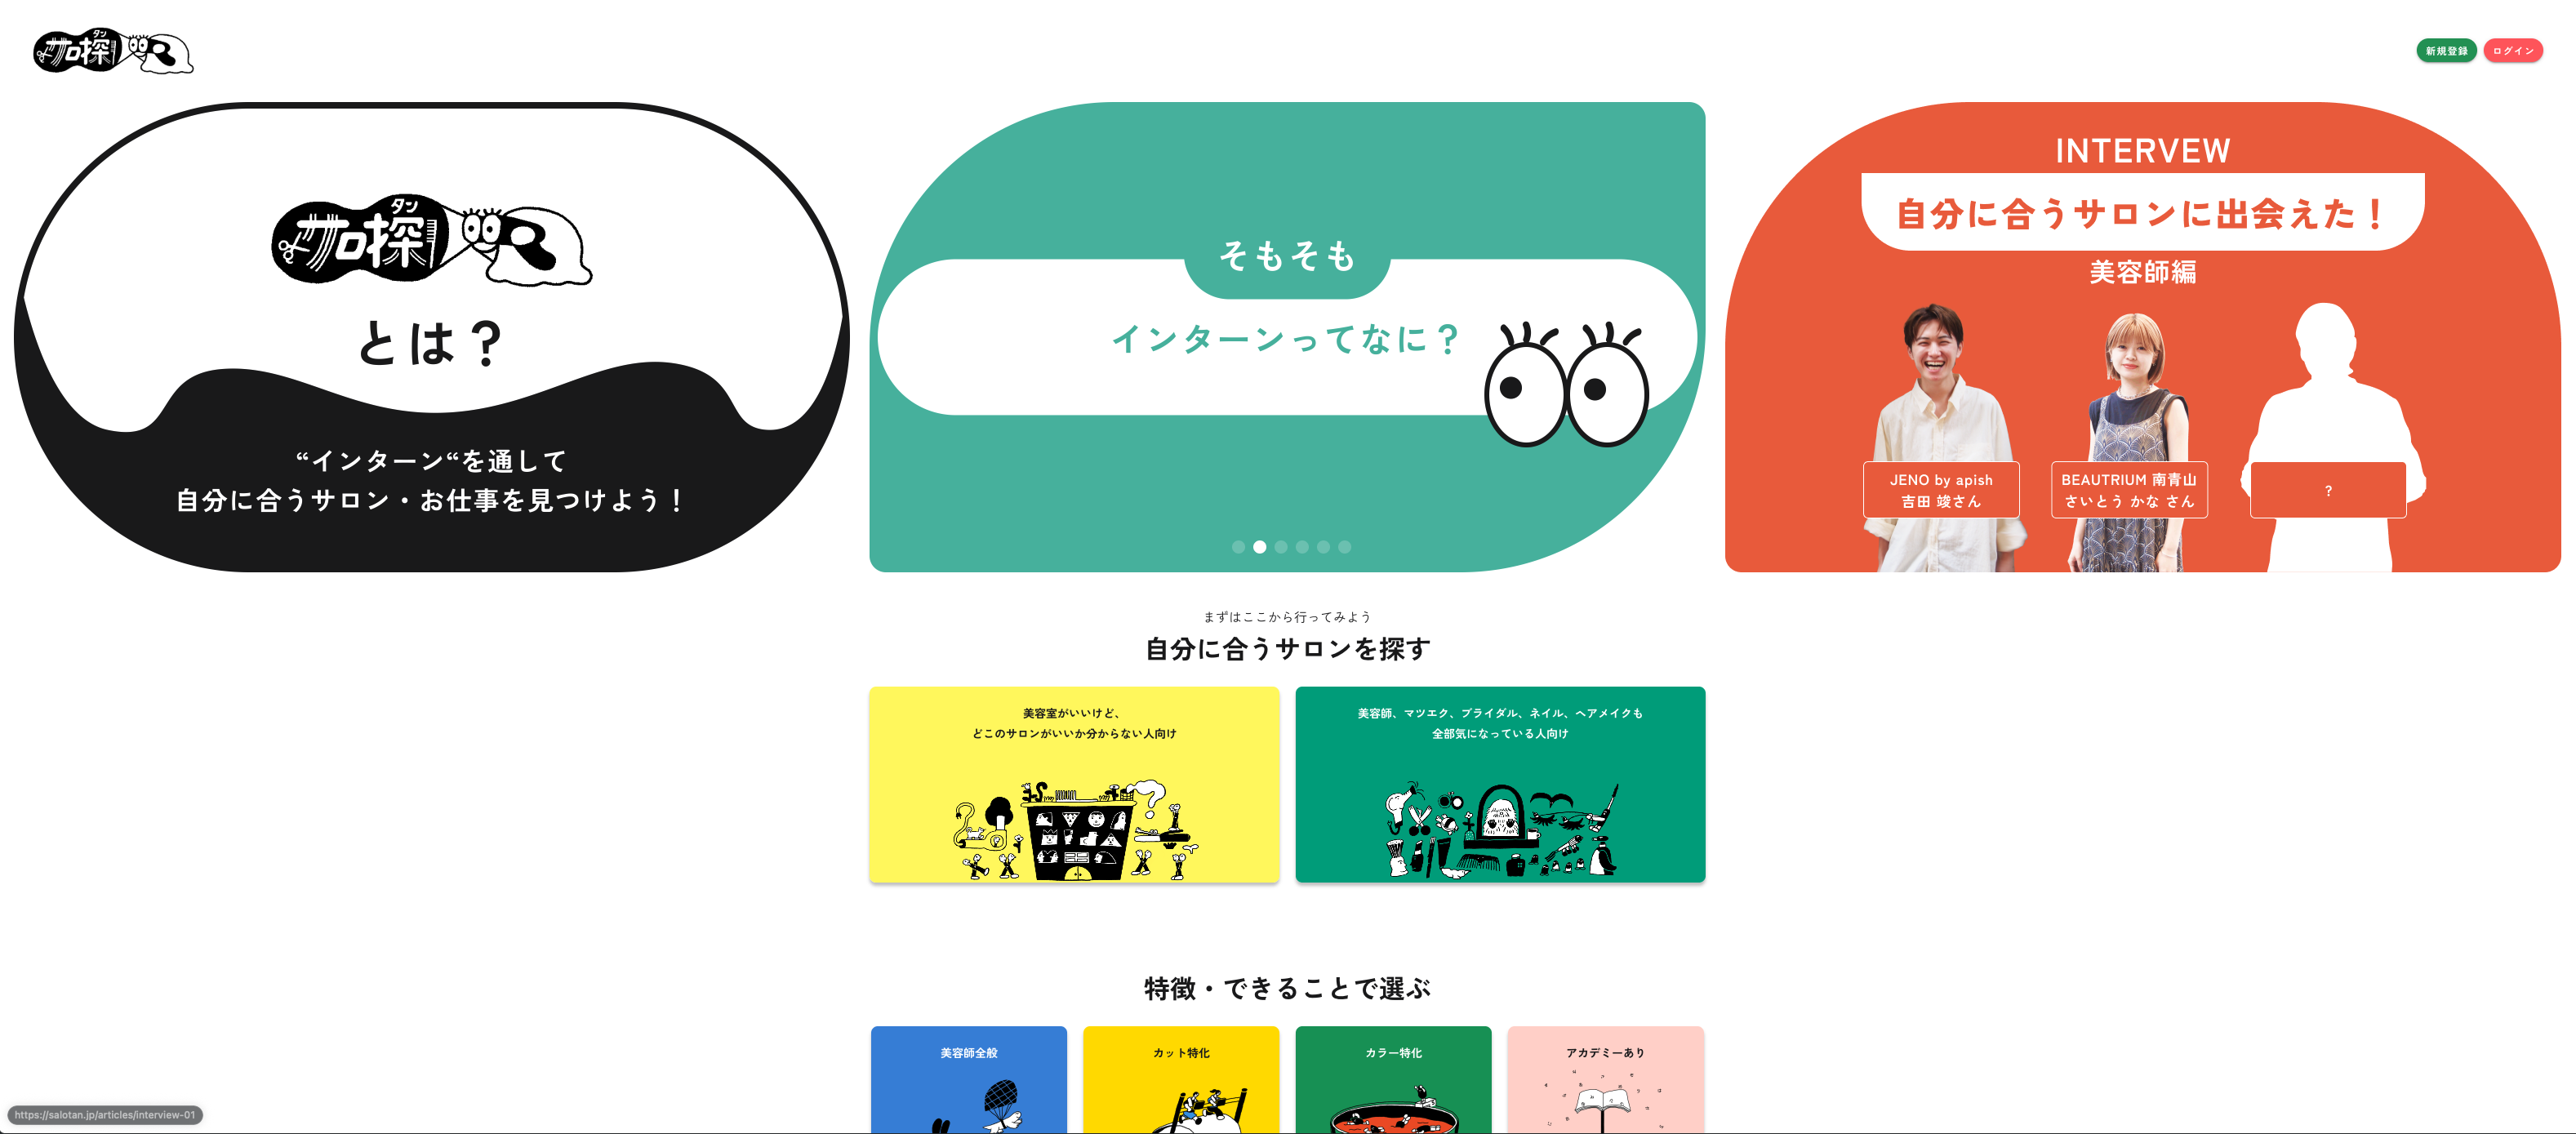 サロ探
タン
新規登録
ログイン
サロ探
タン
とは？
“インターン“を通して
自分に合うサロン・お仕事を見つけよう！
そもそも
インターンってなに？
INTERVEW
自分に合うサロンに出会えた！
美容師編
JENO by apish
吉田 竣さん
BEAUTRIUM 南青山
さいとう かな さん
?
まずはここから行ってみよう
自分に合うサロンを探す
美容室がいいけど、
どこのサロンがいいか分からない人向け
美容師、マツエク、ブライダル、ネイル、ヘアメイクも
全部気になっている人向け
特徴・できることで選ぶ
美容師全般
カット特化
カラー特化
アカデミーあり
https://salotan.jp/articles/interview-01